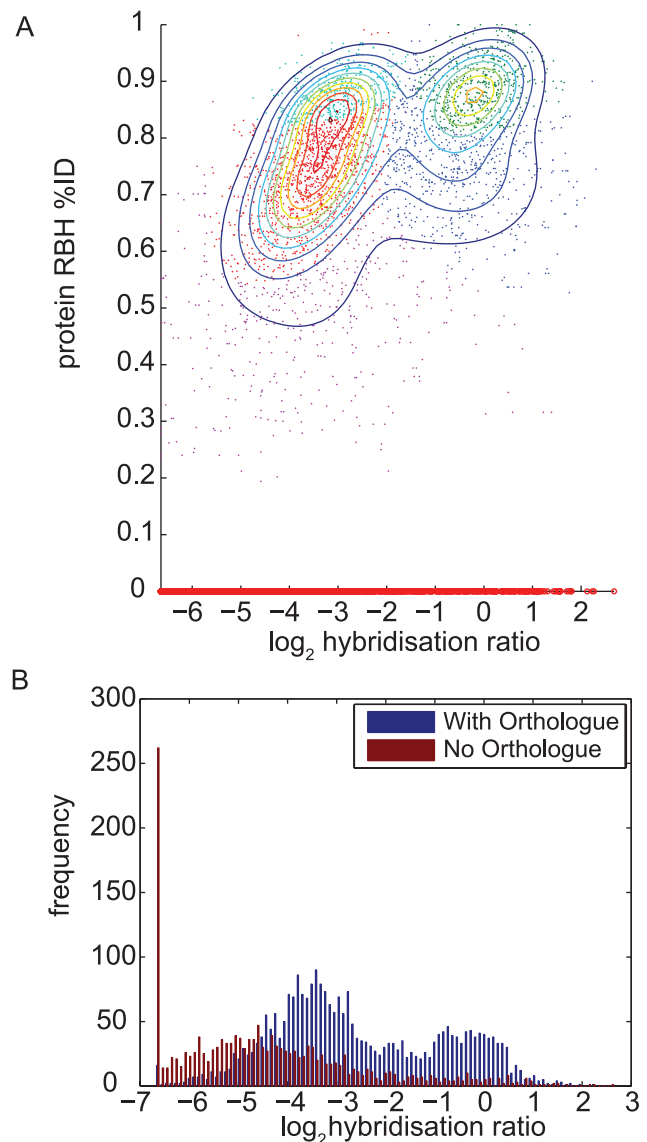 A
protein RBH %ID
1
0.9
0.8
0.7
0.6
0.5
0.4
0.3
0.2
0.1
0
−6 −5 −4 −3 −2 −1 0 1 2
log2 hybridisation ratio
B
frequency
300
250
200
150
100
50
0
With Orthologue
No Orthologue
−7 −6 −5 −4 −3 −2 −1 0 1 2 3
log2hybridisation ratio